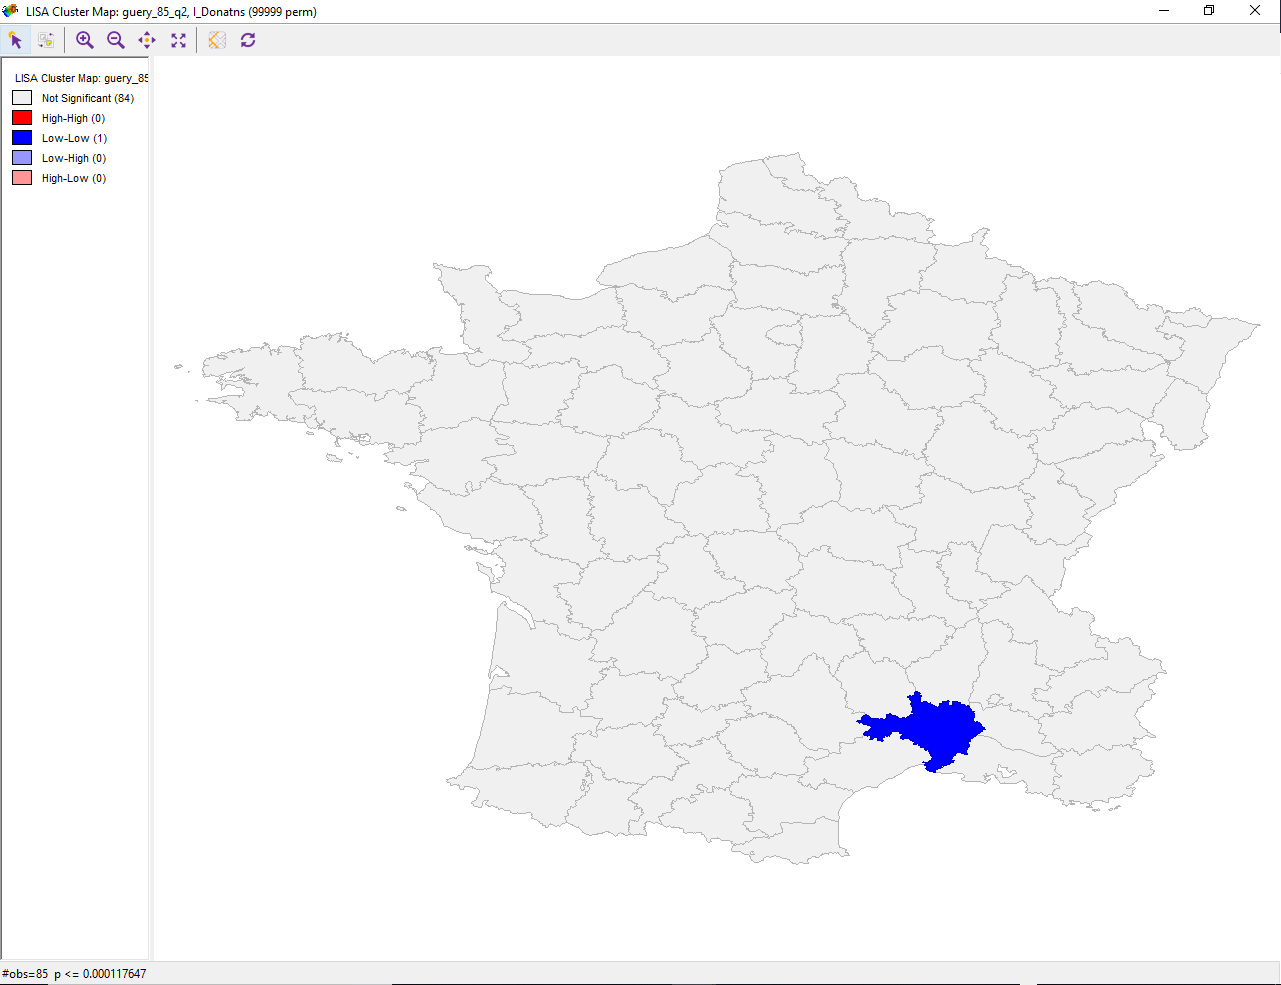 LISA Cluster Map: guery_85_q2, I_Donatns (99999 perm)
LISA Cluster Map: guery_85
Not Significant (84)
High-High (0)
Low-Low (1)
Low-High (0)
High-Low (0)
#obs=85 p <= 0.000117647